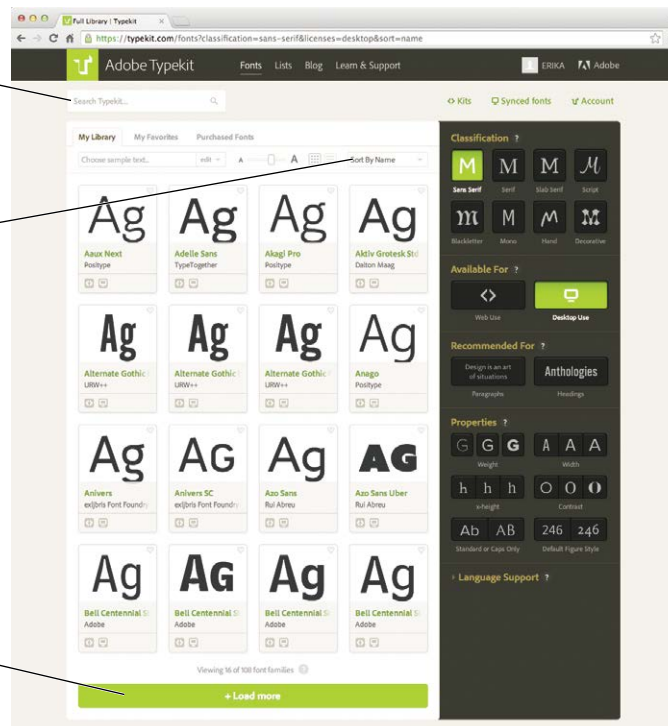 Full Library | Typekit
https://typekit.com/fonts?classification=sans-serif&licenses=desktop&sort=name
Adobe Typekit Fonts Lists Blog Learn & Support ERIKA Adobe
Search Typekit... Kits Synced fonts Account
My Library My Favorites Purchased Fonts
Choose sample text... edit A A Sort By Name
Ag Ag Ag Ag
Aaux Next Adelle Sans Akagi Pro Aktiv Grotesk Std
Positype TypeTogether Positype Dalton Maag
Ag Ag Ag Ag
Alternate Gothic Alternate Gothic Alternate Gothic Anago
URW++ URW++ URW++ Positype
Ag AG Ag AG
Anivers Anivers SC Azo Sans Azo Sans Uber
exljbris Font Foundry exljbris Font Foundry Rui Abreu Rui Abreu
Ag AG Ag Ag
Bell Centennial Bell Centennial Bell Centennial Bell Centennial
Adobe Adobe Adobe Adobe
Viewing 16 of 108 font families ?
+ Load more
Classification ?
M M M M
Sans Serif Serif Slab Serif Script
m M M M
Blackletter Mono Hand Decorative
Available For ?
<>
Web Use Desktop Use
Recommended For ?
Design is an art
of situations Anthologies
Paragraphs Headings
Properties ?
G G G A A A
Weight Width
h h h O O O
x-height Contrast
Ab AB 246 246
Standard or Caps Only Default Figure Style
› Language Support ?